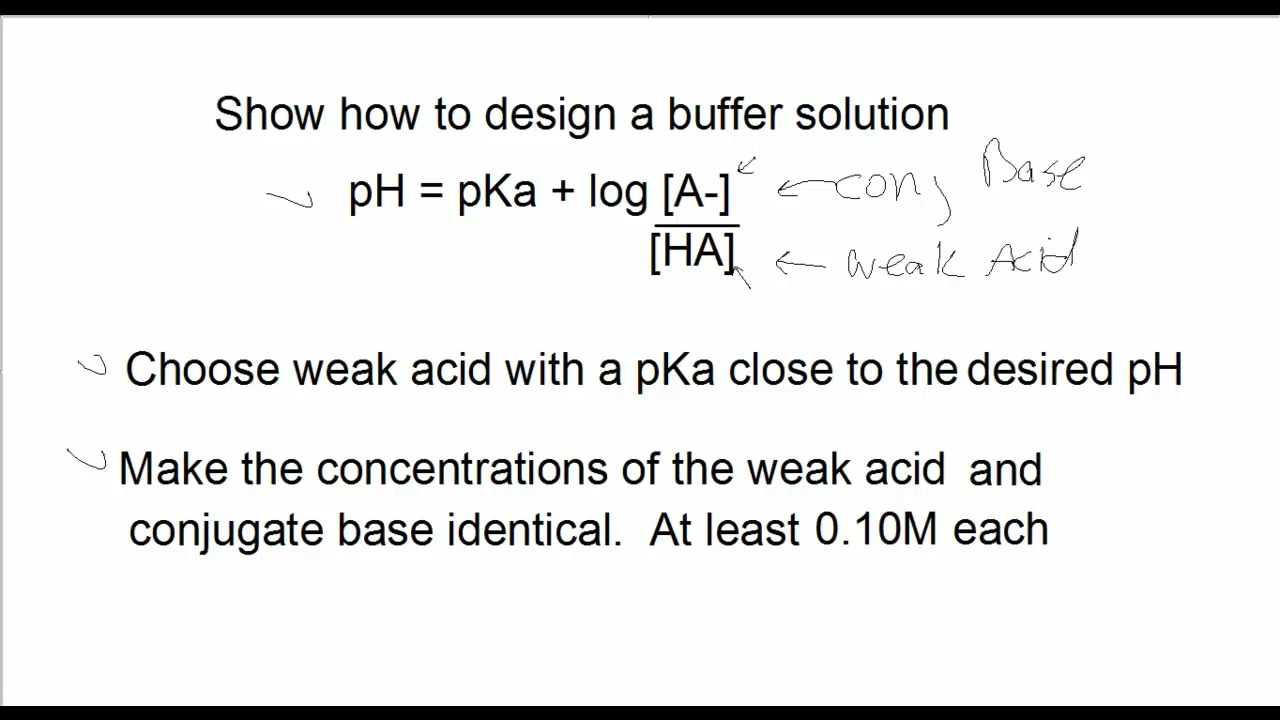 Show how to design a buffer solution
pH = pKa + log [A-] conj Base
[HA] weak Acid
Choose weak acid with a pKa close to the desired pH
Make the concentrations of the weak acid and
conjugate base identical. At least 0.10M each